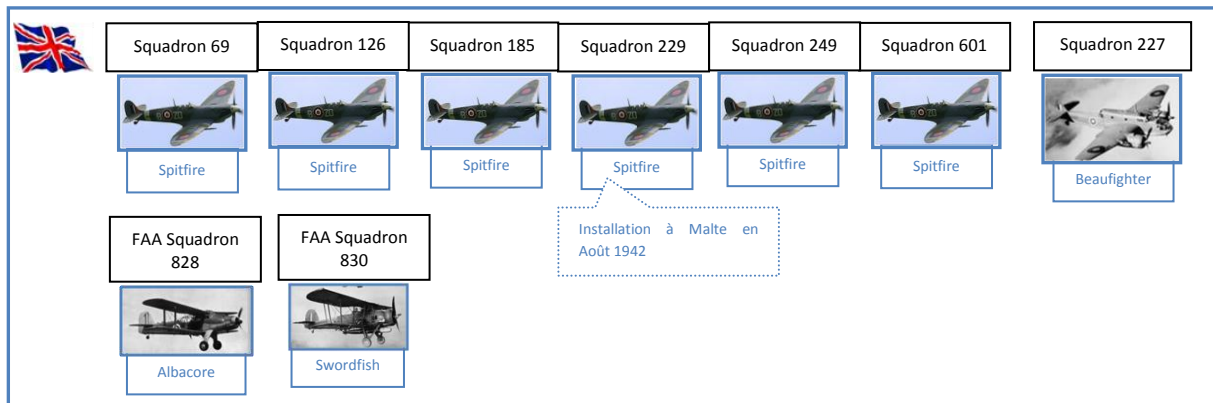 Squadron 69
Squadron 126
Squadron 185
Squadron 229
Squadron 249
Squadron 601
Squadron 227
Spitfire
Spitfire
Spitfire
Spitfire
Spitfire
Spitfire
Beaufighter
Installation à Malte en
Août 1942
FAA Squadron
828
FAA Squadron
830
Albacore
Swordfish